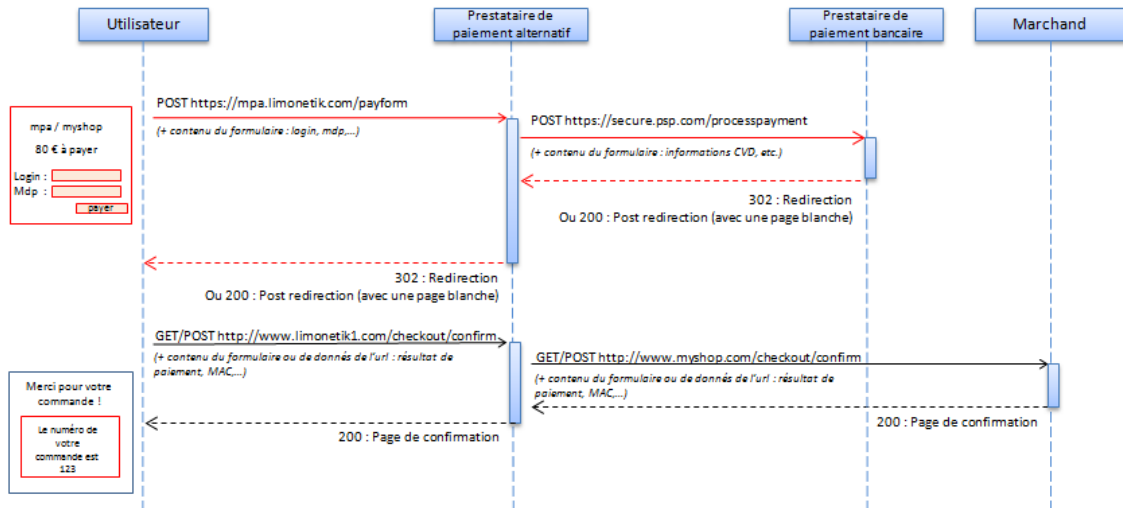 Utilisateur
Prestataire de
paiement alternatif
Prestataire de
paiement bancaire
Marchand
POST https://mpa.limonetik.com/payform
(+ contenu du formulaire : login, mdp,...)
mpa / myshop
80 € à payer
Login :
Mdp :
payer
POST https://secure.psp.com/processpayment
(+ contenu du formulaire : informations CVD, etc.)
302 : Redirection
Ou 200 : Post redirection (avec une page blanche)
302 : Redirection
Ou 200 : Post redirection (avec une page blanche)
GET/POST http://www.limonetik1.com/checkout/confirm
(+ contenu du formulaire ou de donnés de l'url : résultat de
paiement, MAC,...)
GET/POST http://www.myshop.com/checkout/confirm
(+ contenu du formulaire ou de donnés de l'url : résultat de
paiement, MAC,...)
200 : Page de confirmation
200 : Page de confirmation
Merci pour votre
commande !
Le numéro de
votre
commande est
123